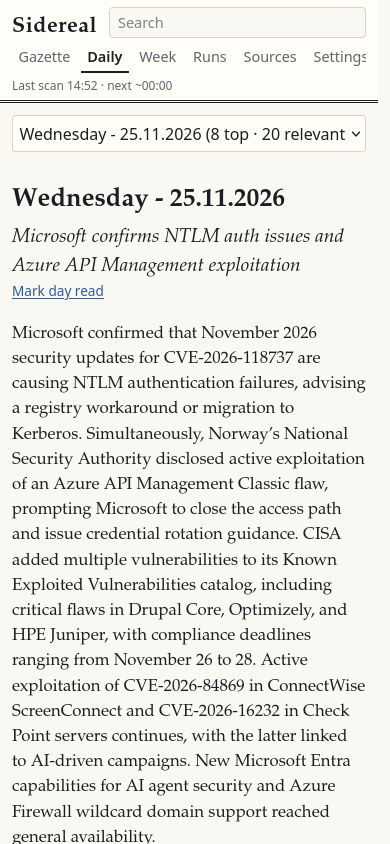 Sidereal
Search
Gazette Daily Week Runs Sources Settings
Last scan 14:52 · next ~00:00
Wednesday - 25.11.2026 (8 top · 20 relevant
Wednesday - 25.11.2026
Microsoft confirms NTLM auth issues and
Azure API Management exploitation
Mark day read
Microsoft confirmed that November 2026
security updates for CVE-2026-118737 are
causing NTLM authentication failures, advising
a registry workaround or migration to
Kerberos. Simultaneously, Norway’s National
Security Authority disclosed active exploitation
of an Azure API Management Classic flaw,
prompting Microsoft to close the access path
and issue credential rotation guidance. CISA
added multiple vulnerabilities to its Known
Exploited Vulnerabilities catalog, including
critical flaws in Drupal Core, Optimizely, and
HPE Juniper, with compliance deadlines
ranging from November 26 to 28. Active
exploitation of CVE-2026-84869 in ConnectWise
ScreenConnect and CVE-2026-16232 in Check
Point servers continues, with the latter linked
to AI-driven campaigns. New Microsoft Entra
capabilities for AI agent security and Azure
Firewall wildcard domain support reached
general availability.